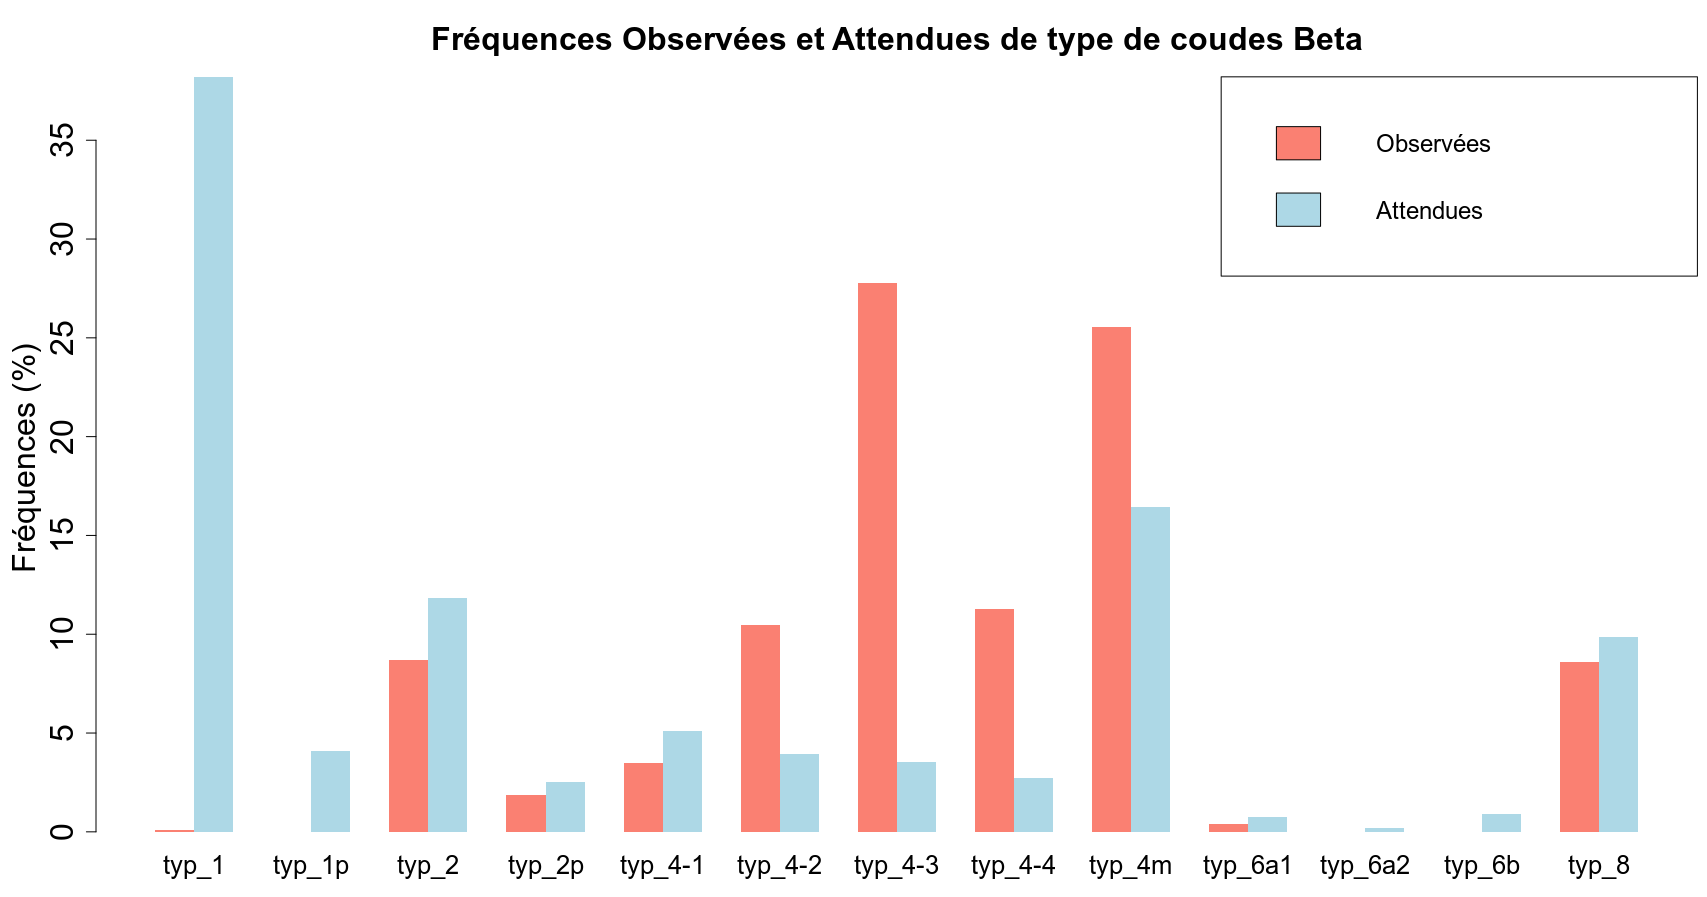 Fréquences Observées et Attendues de type de coudes Beta
Observées
Attendues
Fréquences (%)
35
30
25
20
15
10
5
0
typ_1 typ_1p typ_2 typ_2p typ_4-1 typ_4-2 typ_4-3 typ_4-4 typ_4m typ_6a1 typ_6a2 typ_6b typ_8